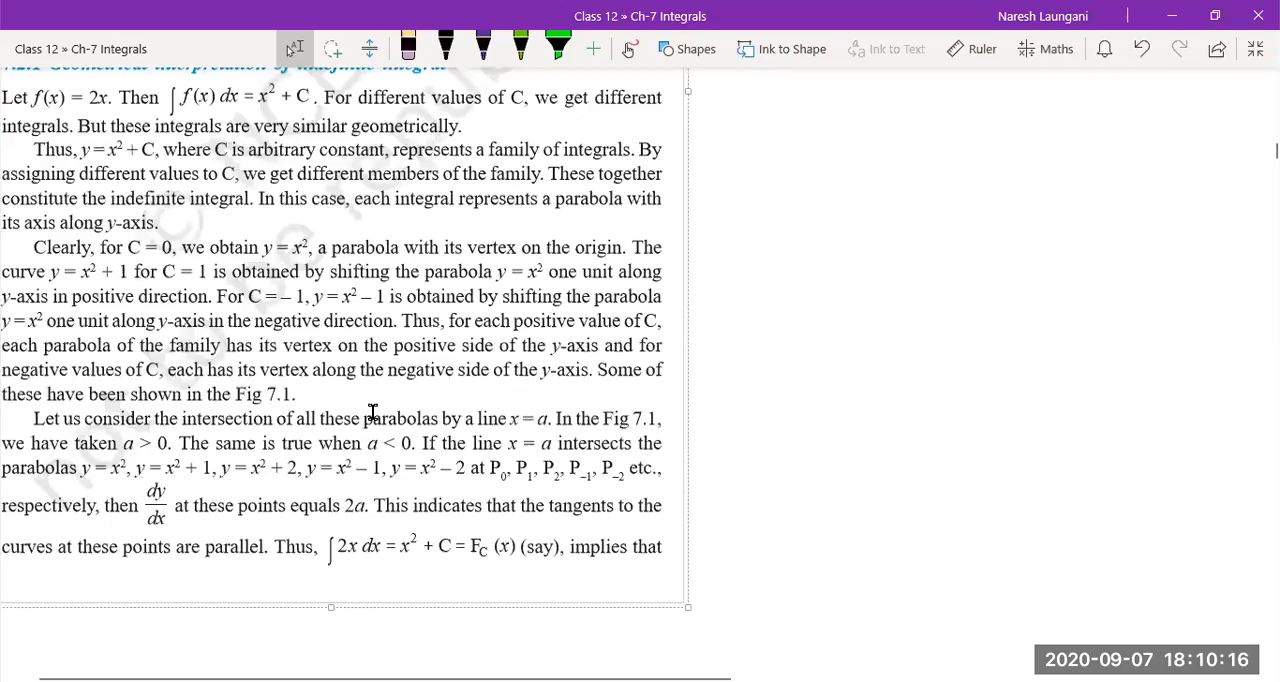 Class 12 » Ch-7 Integrals
Naresh Laungani
Class 12 » Ch-7 Integrals
Shapes
Ink to Shape
Ink to Text
Ruler
Maths
Let f(x) = 2x. Then ∫ f(x) dx = x² + C. For different values of C, we get different
integrals. But these integrals are very similar geometrically.
Thus, y = x² + C, where C is arbitrary constant, represents a family of integrals. By
assigning different values to C, we get different members of the family. These together
constitute the indefinite integral. In this case, each integral represents a parabola with
its axis along y-axis.
Clearly, for C = 0, we obtain y = x², a parabola with its vertex on the origin. The
curve y = x² + 1 for C = 1 is obtained by shifting the parabola y = x² one unit along
y-axis in positive direction. For C = – 1, y = x² – 1 is obtained by shifting the parabola
y = x² one unit along y-axis in the negative direction. Thus, for each positive value of C,
each parabola of the family has its vertex on the positive side of the y-axis and for
negative values of C, each has its vertex along the negative side of the y-axis. Some of
these have been shown in the Fig 7.1.
Let us consider the intersection of all these parabolas by a line x = a. In the Fig 7.1,
we have taken a > 0. The same is true when a < 0. If the line x = a intersects the
parabolas y = x², y = x² + 1, y = x² + 2, y = x² – 1, y = x² – 2 at P₀, P₁, P₂, P₋₁, P₋₂ etc.,
respectively, then dy/dx at these points equals 2a. This indicates that the tangents to the
curves at these points are parallel. Thus, ∫ 2x dx = x² + C = F_C (x) (say), implies that
2020-09-07 18:10:16